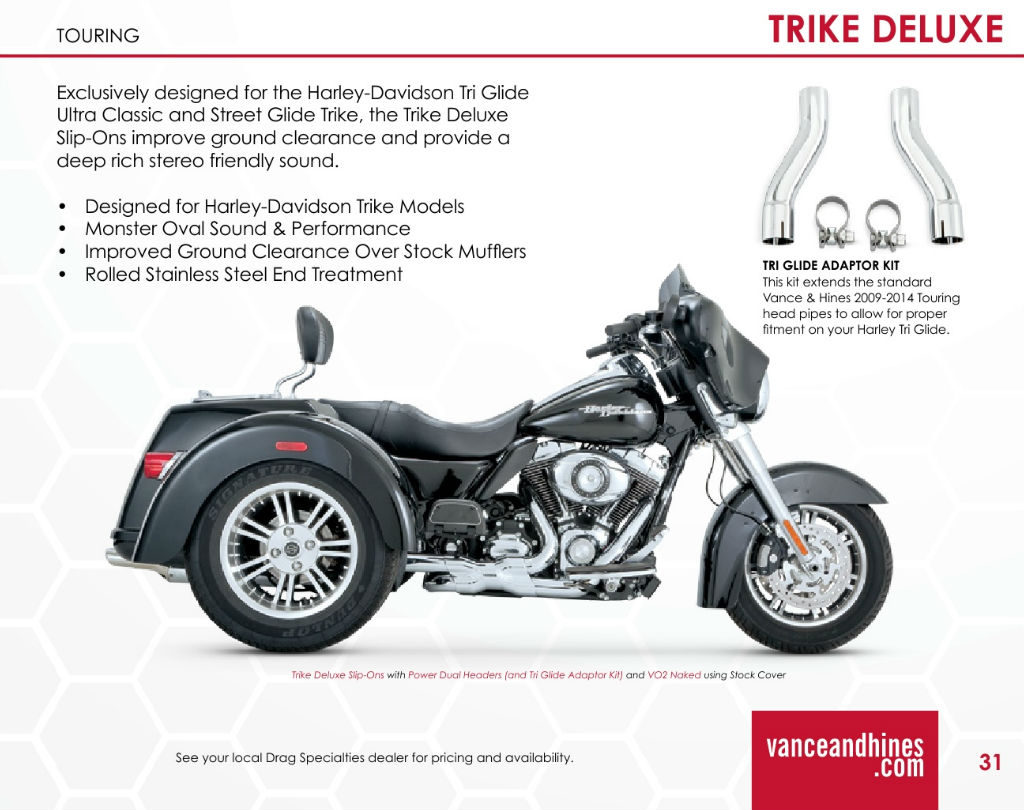 TOURING
TRIKE DELUXE
Exclusively designed for the Harley-Davidson Tri Glide
Ultra Classic and Street Glide Trike, the Trike Deluxe
Slip-Ons improve ground clearance and provide a
deep rich stereo friendly sound.
• Designed for Harley-Davidson Trike Models
• Monster Oval Sound & Performance
• Improved Ground Clearance Over Stock Mufflers
• Rolled Stainless Steel End Treatment
TRI GLIDE ADAPTOR KIT
This kit extends the standard
Vance & Hines 2009-2014 Touring
head pipes to allow for proper
fitment on your Harley Tri Glide.
Harley
Davidson
SIGNATURE
DUNLOP
Trike Deluxe Slip-Ons with Power Dual Headers (and Tri Glide Adaptor Kit) and VO2 Naked using Stock Cover
See your local Drag Specialties dealer for pricing and availability.
vanceandhines
.com
31